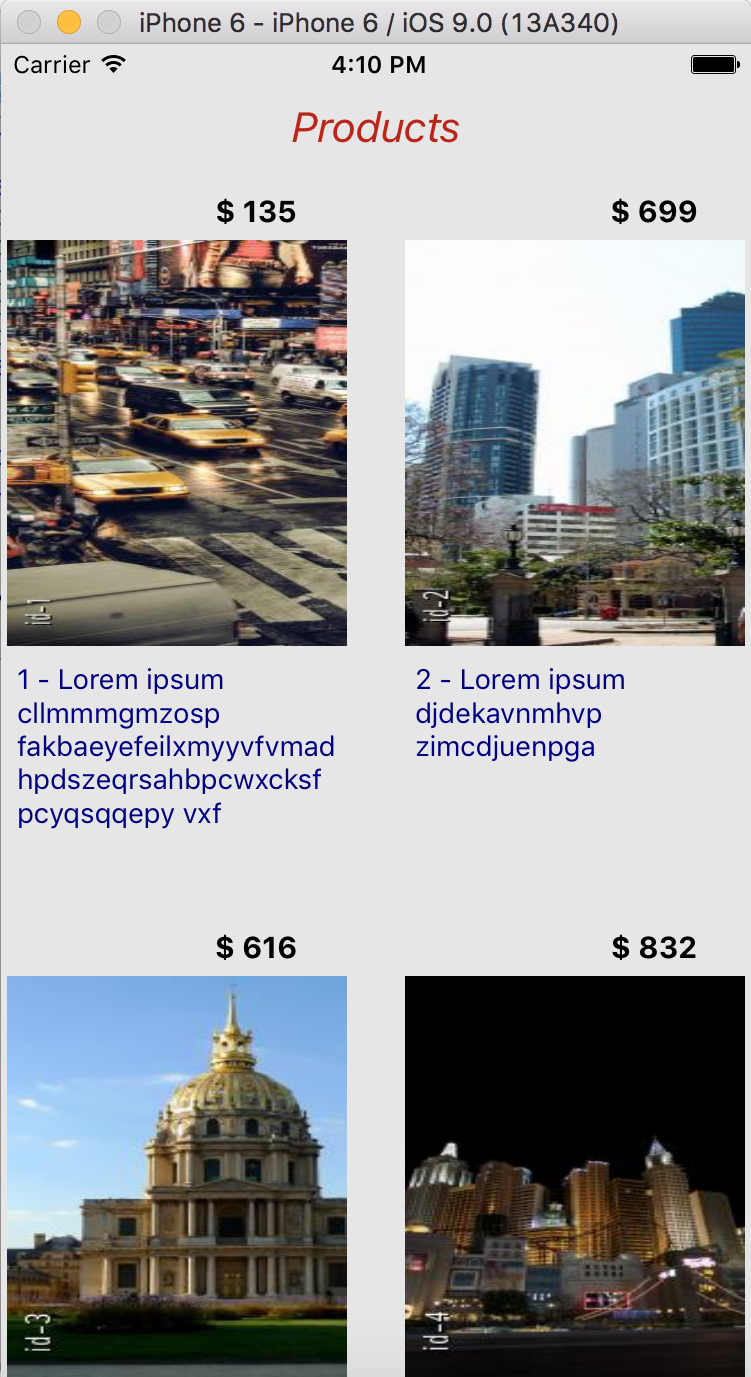 iPhone 6 - iPhone 6 / iOS 9.0 (13A340)
Carrier 4:10 PM
Products
$ 135 $ 699
id-1 id-2
1 - Lorem ipsum
cllmmmgmzosp
fakbaeyefeilxmyyvfvmad
hpdszeqrsahbpcwxcksf
pcyqsqqepy vxf
2 - Lorem ipsum
djdekavnmhvp
zimcdjuenpga
$ 616 $ 832
id-3 id-4